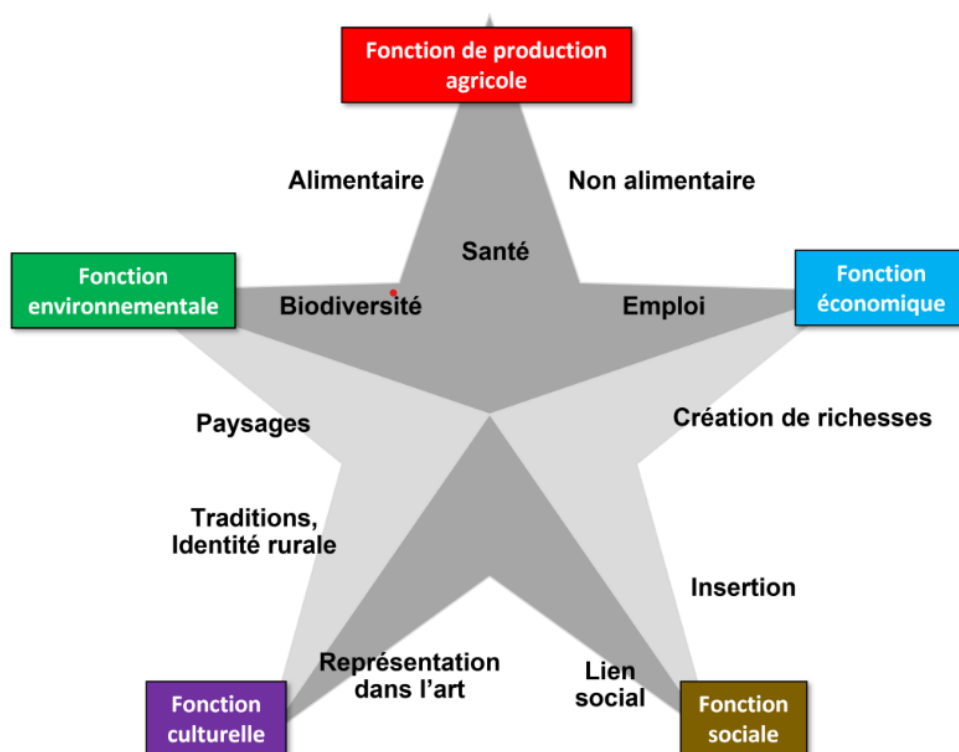 Fonction de production
agricole
Alimentaire
Non alimentaire
Santé
Fonction
environnementale
Biodiversité
Emploi
Fonction
économique
Paysages
Création de richesses
Traditions,
Identité rurale
Insertion
Représentation
dans l'art
Lien
social
Fonction
culturelle
Fonction
sociale